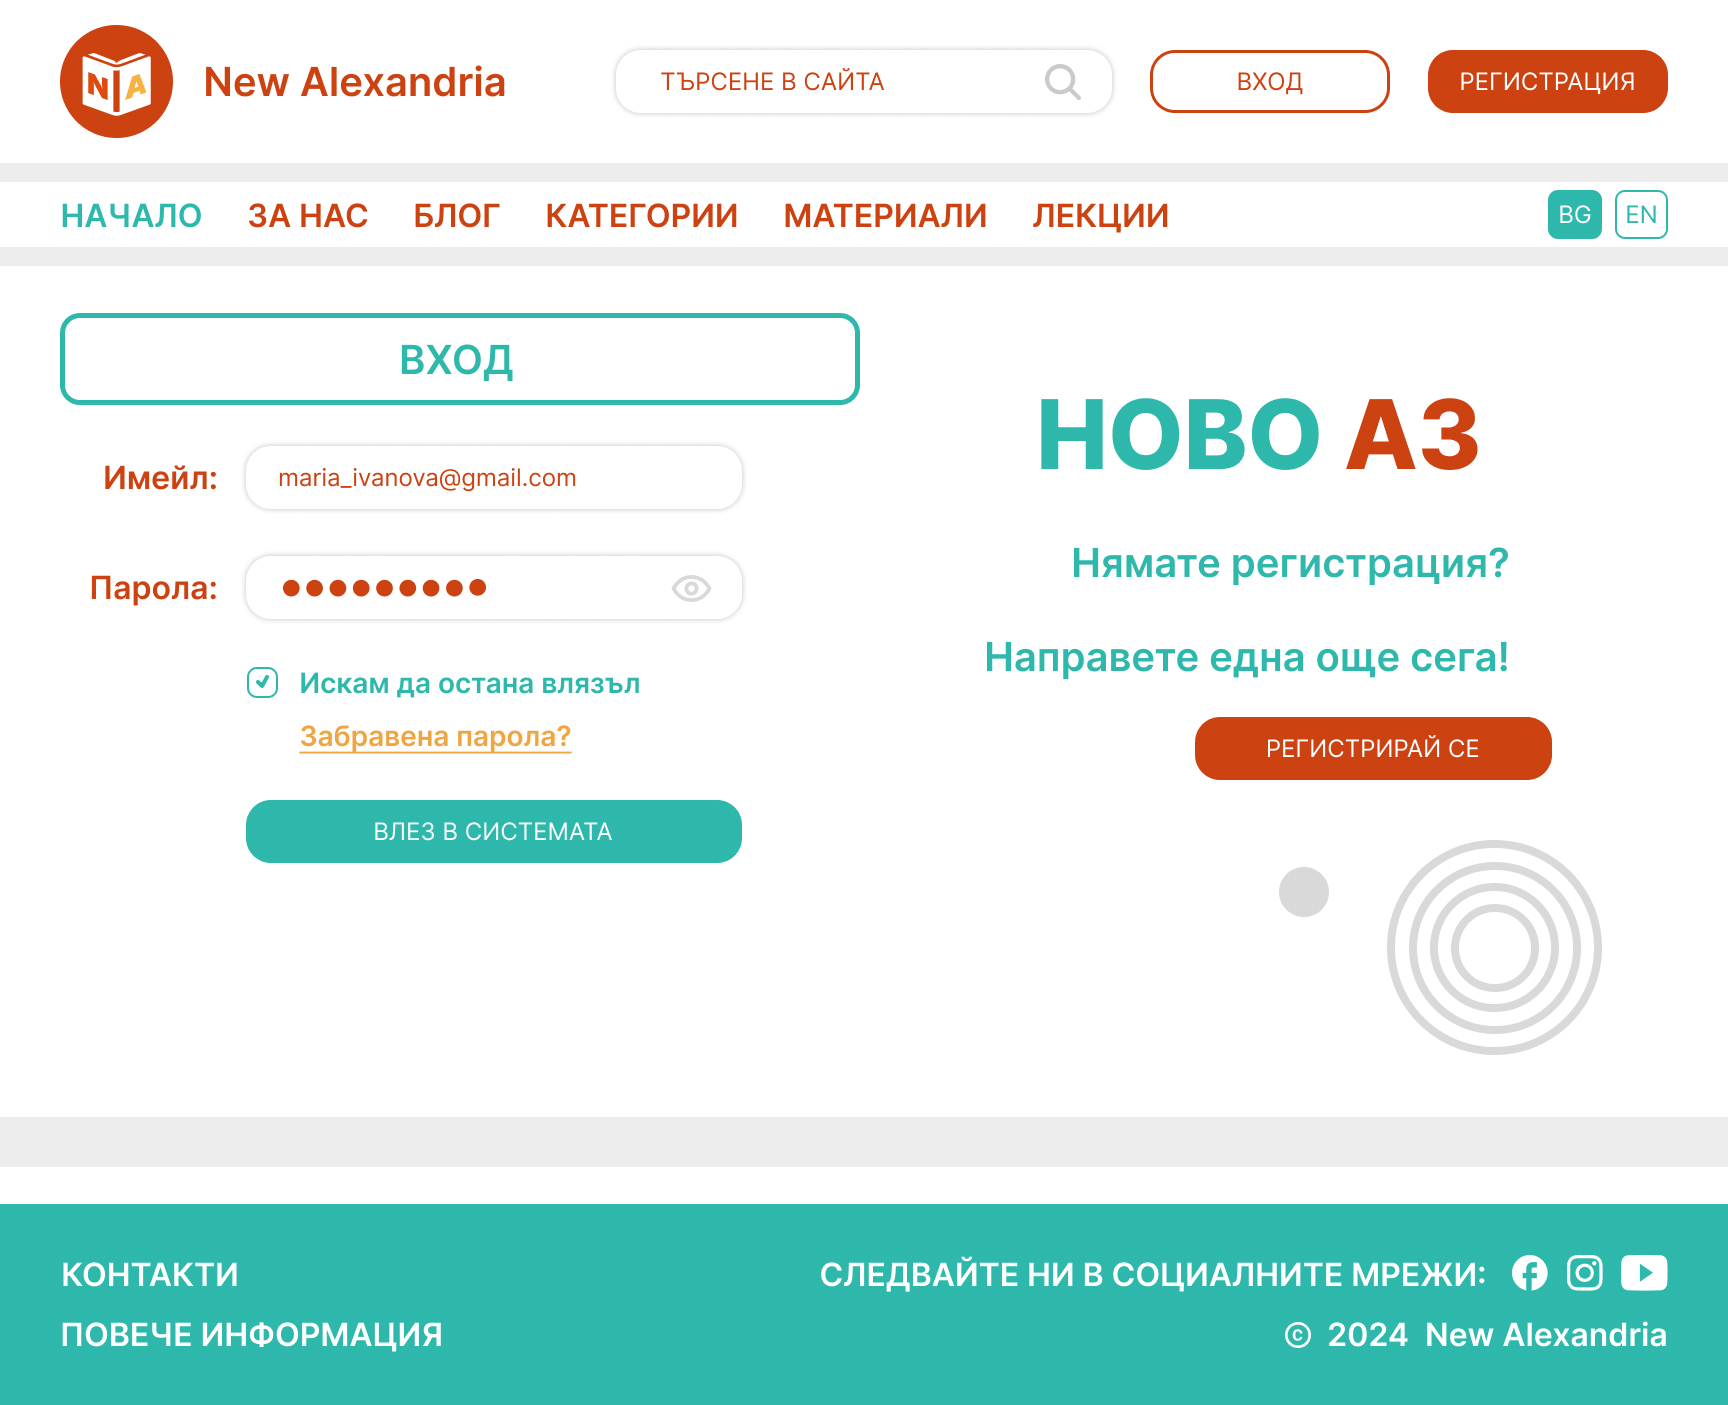 NA
New Alexandria
ТЪРСЕНЕ В САЙТА
ВХОД
РЕГИСТРАЦИЯ
НАЧАЛО ЗА НАС БЛОГ КАТЕГОРИИ МАТЕРИАЛИ ЛЕКЦИИ
BG EN
ВХОД
Имейл: maria_ivanova@gmail.com
Парола:
Искам да остана влязъл
Забравена парола?
ВЛЕЗ В СИСТЕМАТА
НОВО АЗ
Нямате регистрация?
Направете една още сега!
РЕГИСТРИРАЙ СЕ
КОНТАКТИ
ПОВЕЧЕ ИНФОРМАЦИЯ
СЛЕДВАЙТЕ НИ В СОЦИАЛНИТЕ МРЕЖИ:
© 2024 New Alexandria